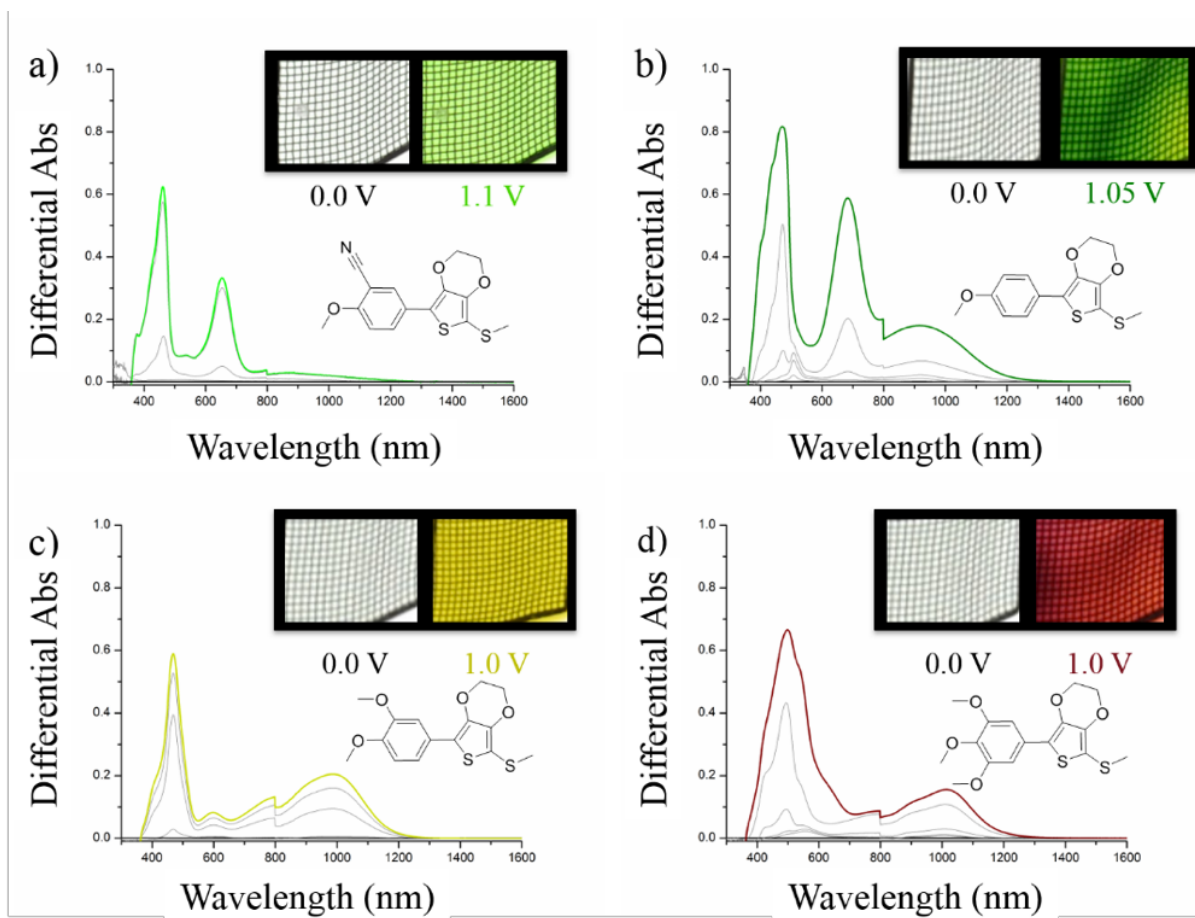 a)
Differential Abs
1.0
0.8
0.6
0.4
0.2
0.0
400 600 800 1000 1200 1400 1600
Wavelength (nm)
0.0 V 1.1 V
N
O O
O S S
b)
Differential Abs
1.0
0.8
0.6
0.4
0.2
0.0
400 600 800 1000 1200 1400 1600
Wavelength (nm)
0.0 V 1.05 V
O O
O S S
c)
Differential Abs
1.0
0.8
0.6
0.4
0.2
0.0
400 600 800 1000 1200 1400 1600
Wavelength (nm)
0.0 V 1.0 V
O O O
O S S
d)
Differential Abs
1.0
0.8
0.6
0.4
0.2
0.0
400 600 800 1000 1200 1400 1600
Wavelength (nm)
0.0 V 1.0 V
O O O
O S S
O